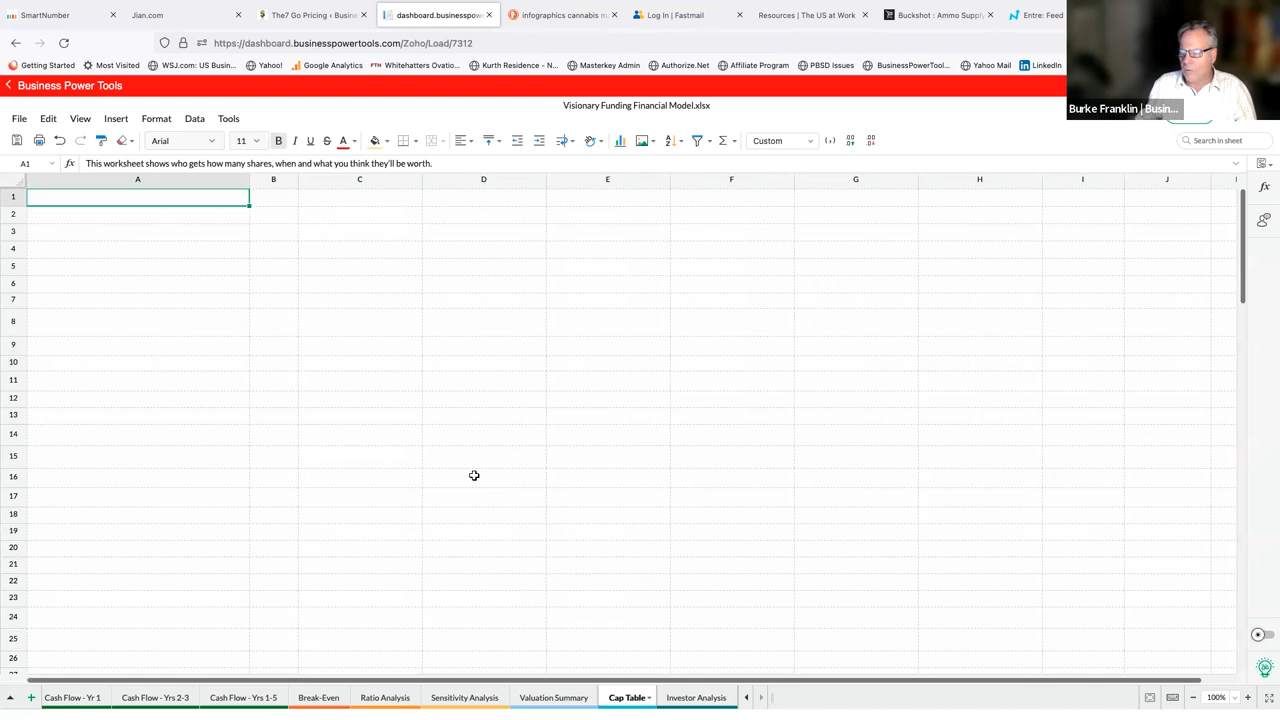 SmartNumber
Jian.com
The7 Go Pricing ‹ Busine
dashboard.businesspowe
infographics cannabis m
Log In | Fastmail
Resources | The US at Work
Buckshot : Ammo Supply
Entre: Feed
https://dashboard.businesspowertools.com/Zoho/Load/7312
Getting Started
Most Visited
WSJ.com: US Busin...
Yahoo!
Google Analytics
FTH Whitehatters Ovatio...
Kurth Residence - N...
Masterkey Admin
Authorize.Net
Affiliate Program
PBSD Issues
BusinessPowerTool...
Yahoo Mail
LinkedIn
Business Power Tools
Burke Franklin | Busin...
Visionary Funding Financial Model.xlsx
File Edit View Insert Format Data Tools
Arial 11 B I U S A Custom Search in sheet
A1 fx This worksheet shows who gets how many shares, when and what you think they'll be worth.
A B C D E F G H I J
1
2
3
4
5
6
7
8
9
10
11
12
13
14
15
16
17
18
19
20
21
22
23
24
25
26
Cash Flow - Yr 1 Cash Flow - Yrs 2-3 Cash Flow - Yrs 1-5 Break-Even Ratio Analysis Sensitivity Analysis Valuation Summary Cap Table Investor Analysis 100%